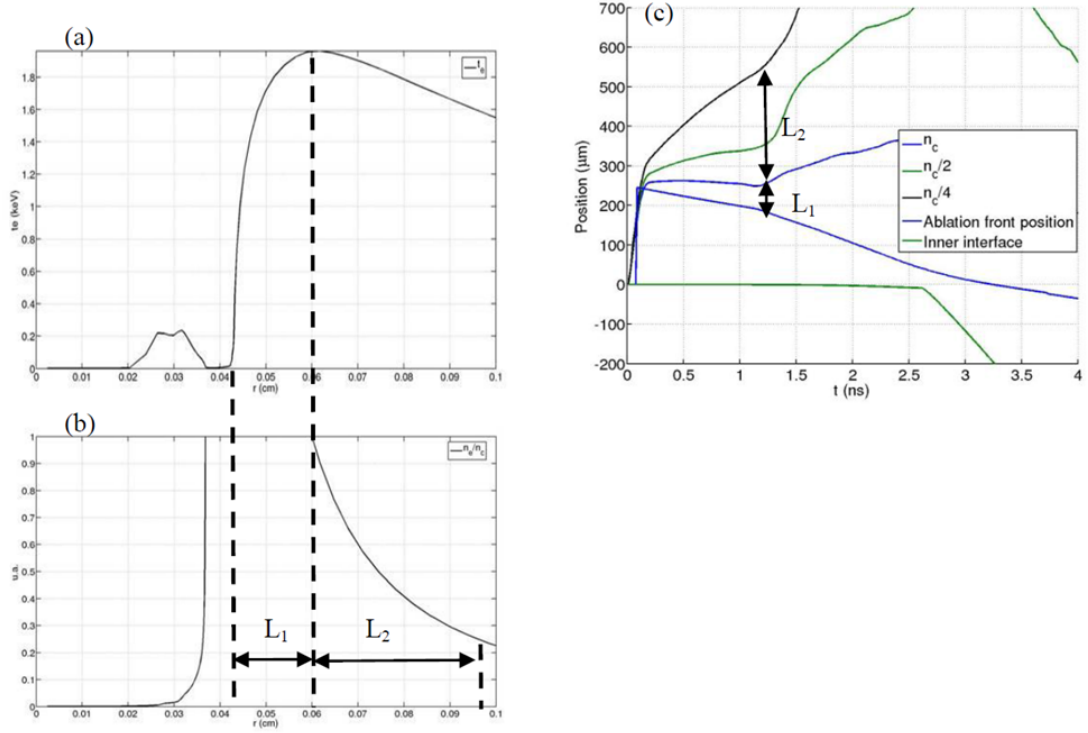 (a)
t_e
te (keV)
1.8
1.6
1.4
1.2
1
0.8
0.6
0.4
0.2
0
0 0.01 0.02 0.03 0.04 0.05 0.06 0.07 0.08 0.09 0.1
r (cm)
(b)
n_e/n_c
u.a.
1
0.9
0.8
0.7
0.6
0.5
0.4
0.3
0.2
0.1
0
L₁ L₂
0 0.01 0.02 0.03 0.04 0.05 0.06 0.07 0.08 0.09 0.1
r (cm)
(c)
Position (µm)
700
600
500
400
300
200
100
0
-100
-200
L₂
L₁
n_c
n_c/2
n_c/4
Ablation front position
Inner interface
0 0.5 1 1.5 2 2.5 3 3.5 4
t (ns)